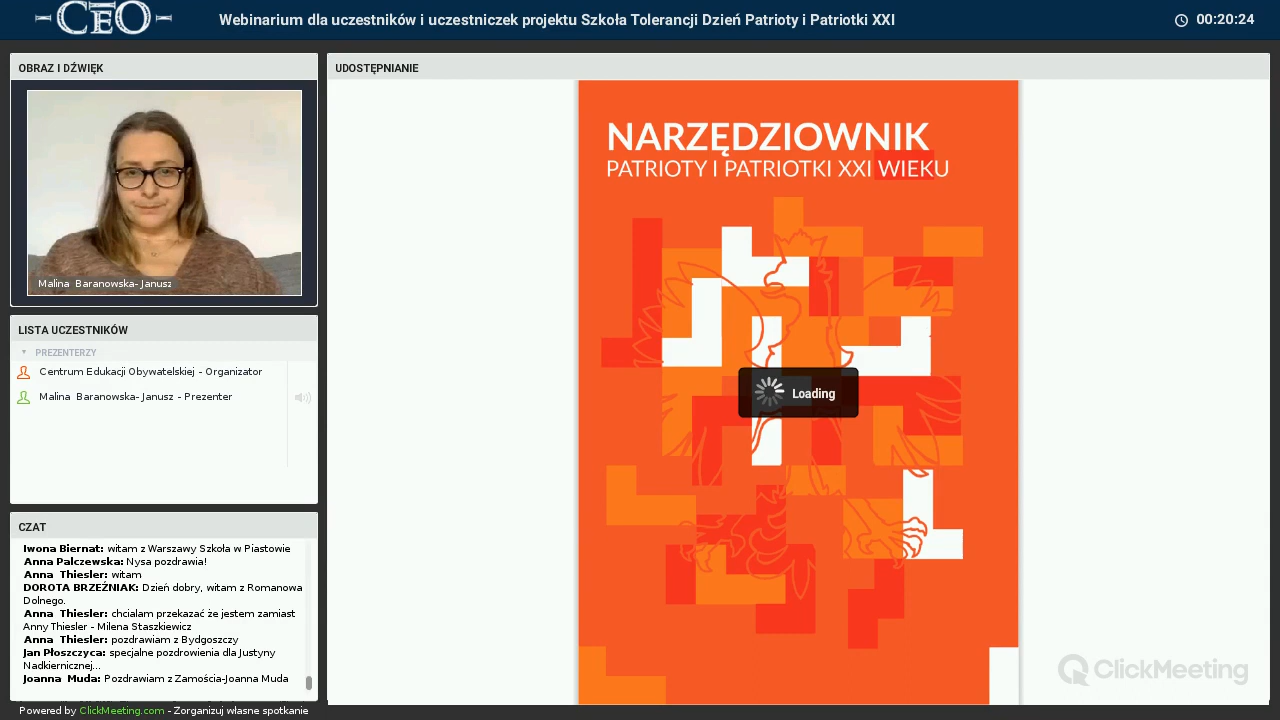 CEO
Webinarium dla uczestników i uczestniczek projektu Szkoła Tolerancji Dzień Patrioty i Patriotki XXI
00:20:24
OBRAZ I DŹWIĘK
Malina Baranowska- Janusz
LISTA UCZESTNIKÓW
PREZENTERZY
Centrum Edukacji Obywatelskiej - Organizator
Malina Baranowska- Janusz - Prezenter
CZAT
Iwona Biernat: witam z Warszawy Szkoła w Piastowie
Anna Palczewska: Nysa pozdrawia!
Anna Thiesler: witam
DOROTA BRZEŹNIAK: Dzień dobry, witam z Romanowa
Dolnego.
Anna Thiesler: chcialam przekazać że jestem zamiast
Anny Thiesler - Milena Staszkiewicz
Anna Thiesler: pozdrawiam z Bydgoszczy
Jan Płoszczyca: specjalne pozdrowienia dla Justyny
Nadkiernicznej...
Joanna Muda: Pozdrawiam z Zamościa-Joanna Muda
Powered by ClickMeeting.com - Zorganizuj własne spotkanie
UDOSTĘPNIANIE
NARZĘDZIOWNIK
PATRIOTY I PATRIOTKI XXI WIEKU
Loading
ClickMeeting